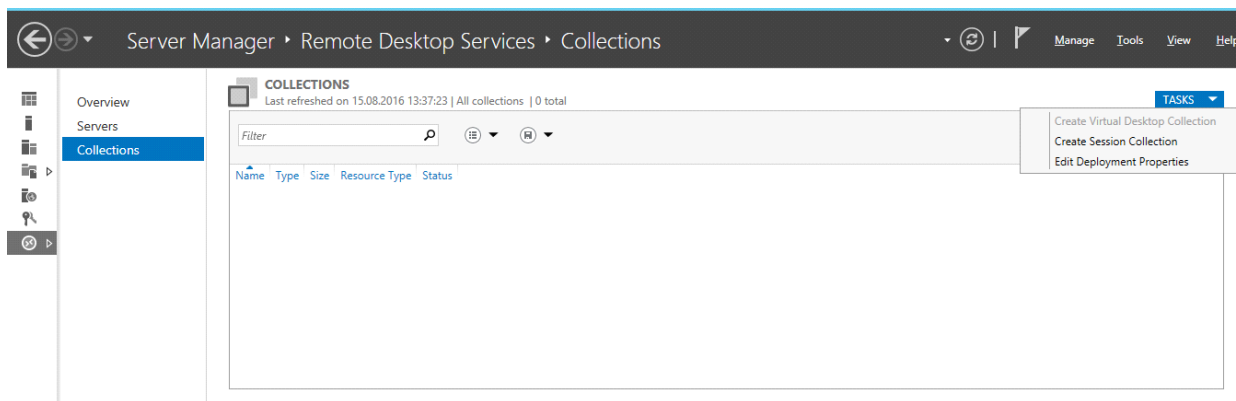 Server Manager ‣ Remote Desktop Services ‣ Collections
Manage Tools View Help
Overview
Servers
Collections
COLLECTIONS
Last refreshed on 15.08.2016 13:37:23 | All collections | 0 total
TASKS
Filter
Create Virtual Desktop Collection
Create Session Collection
Edit Deployment Properties
Name Type Size Resource Type Status